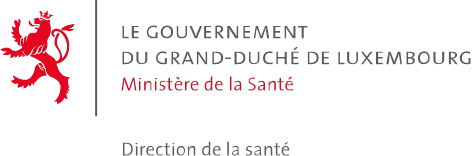 LE GOUVERNEMENT
DU GRAND-DUCHÉ DE LUXEMBOURG
Ministère de la Santé
Direction de la santé